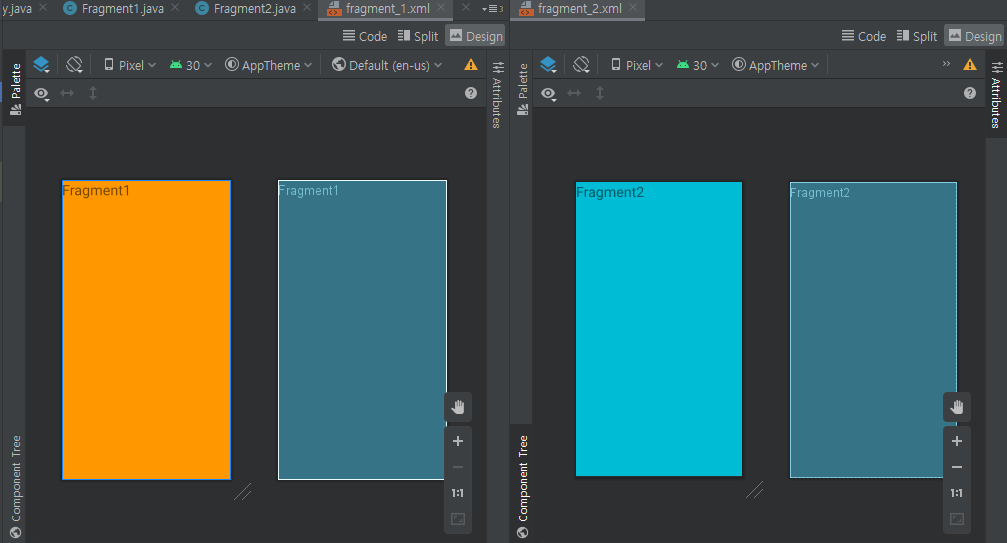 y.java Fragment1.java Fragment2.java fragment_1.xml 3 fragment_2.xml
Code Split Design Code Split Design
Palette Pixel 30 AppTheme Default (en-us) Attributes
Palette Pixel 30 AppTheme Attributes
Fragment1 Fragment1 Fragment2 Fragment2
Component Tree 1:1 Component Tree 1:1